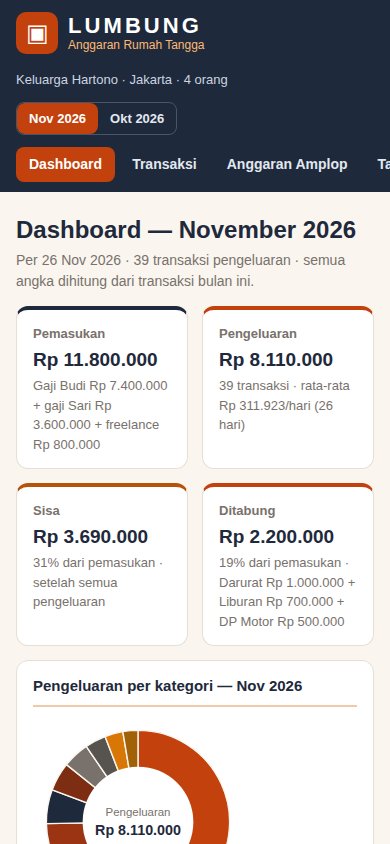 LUMBUNG
Anggaran Rumah Tangga
Keluarga Hartono · Jakarta · 4 orang
Nov 2026 Okt 2026
Dashboard Transaksi Anggaran Amplop
Dashboard — November 2026
Per 26 Nov 2026 · 39 transaksi pengeluaran · semua
angka dihitung dari transaksi bulan ini.
Pemasukan
Rp 11.800.000
Gaji Budi Rp 7.400.000
+ gaji Sari Rp
3.600.000 + freelance
Rp 800.000
Pengeluaran
Rp 8.110.000
39 transaksi · rata-rata
Rp 311.923/hari (26
hari)
Sisa
Rp 3.690.000
31% dari pemasukan ·
setelah semua
pengeluaran
Ditabung
Rp 2.200.000
19% dari pemasukan ·
Darurat Rp 1.000.000 +
Liburan Rp 700.000 +
DP Motor Rp 500.000
Pengeluaran per kategori — Nov 2026
Pengeluaran
Rp 8.110.000